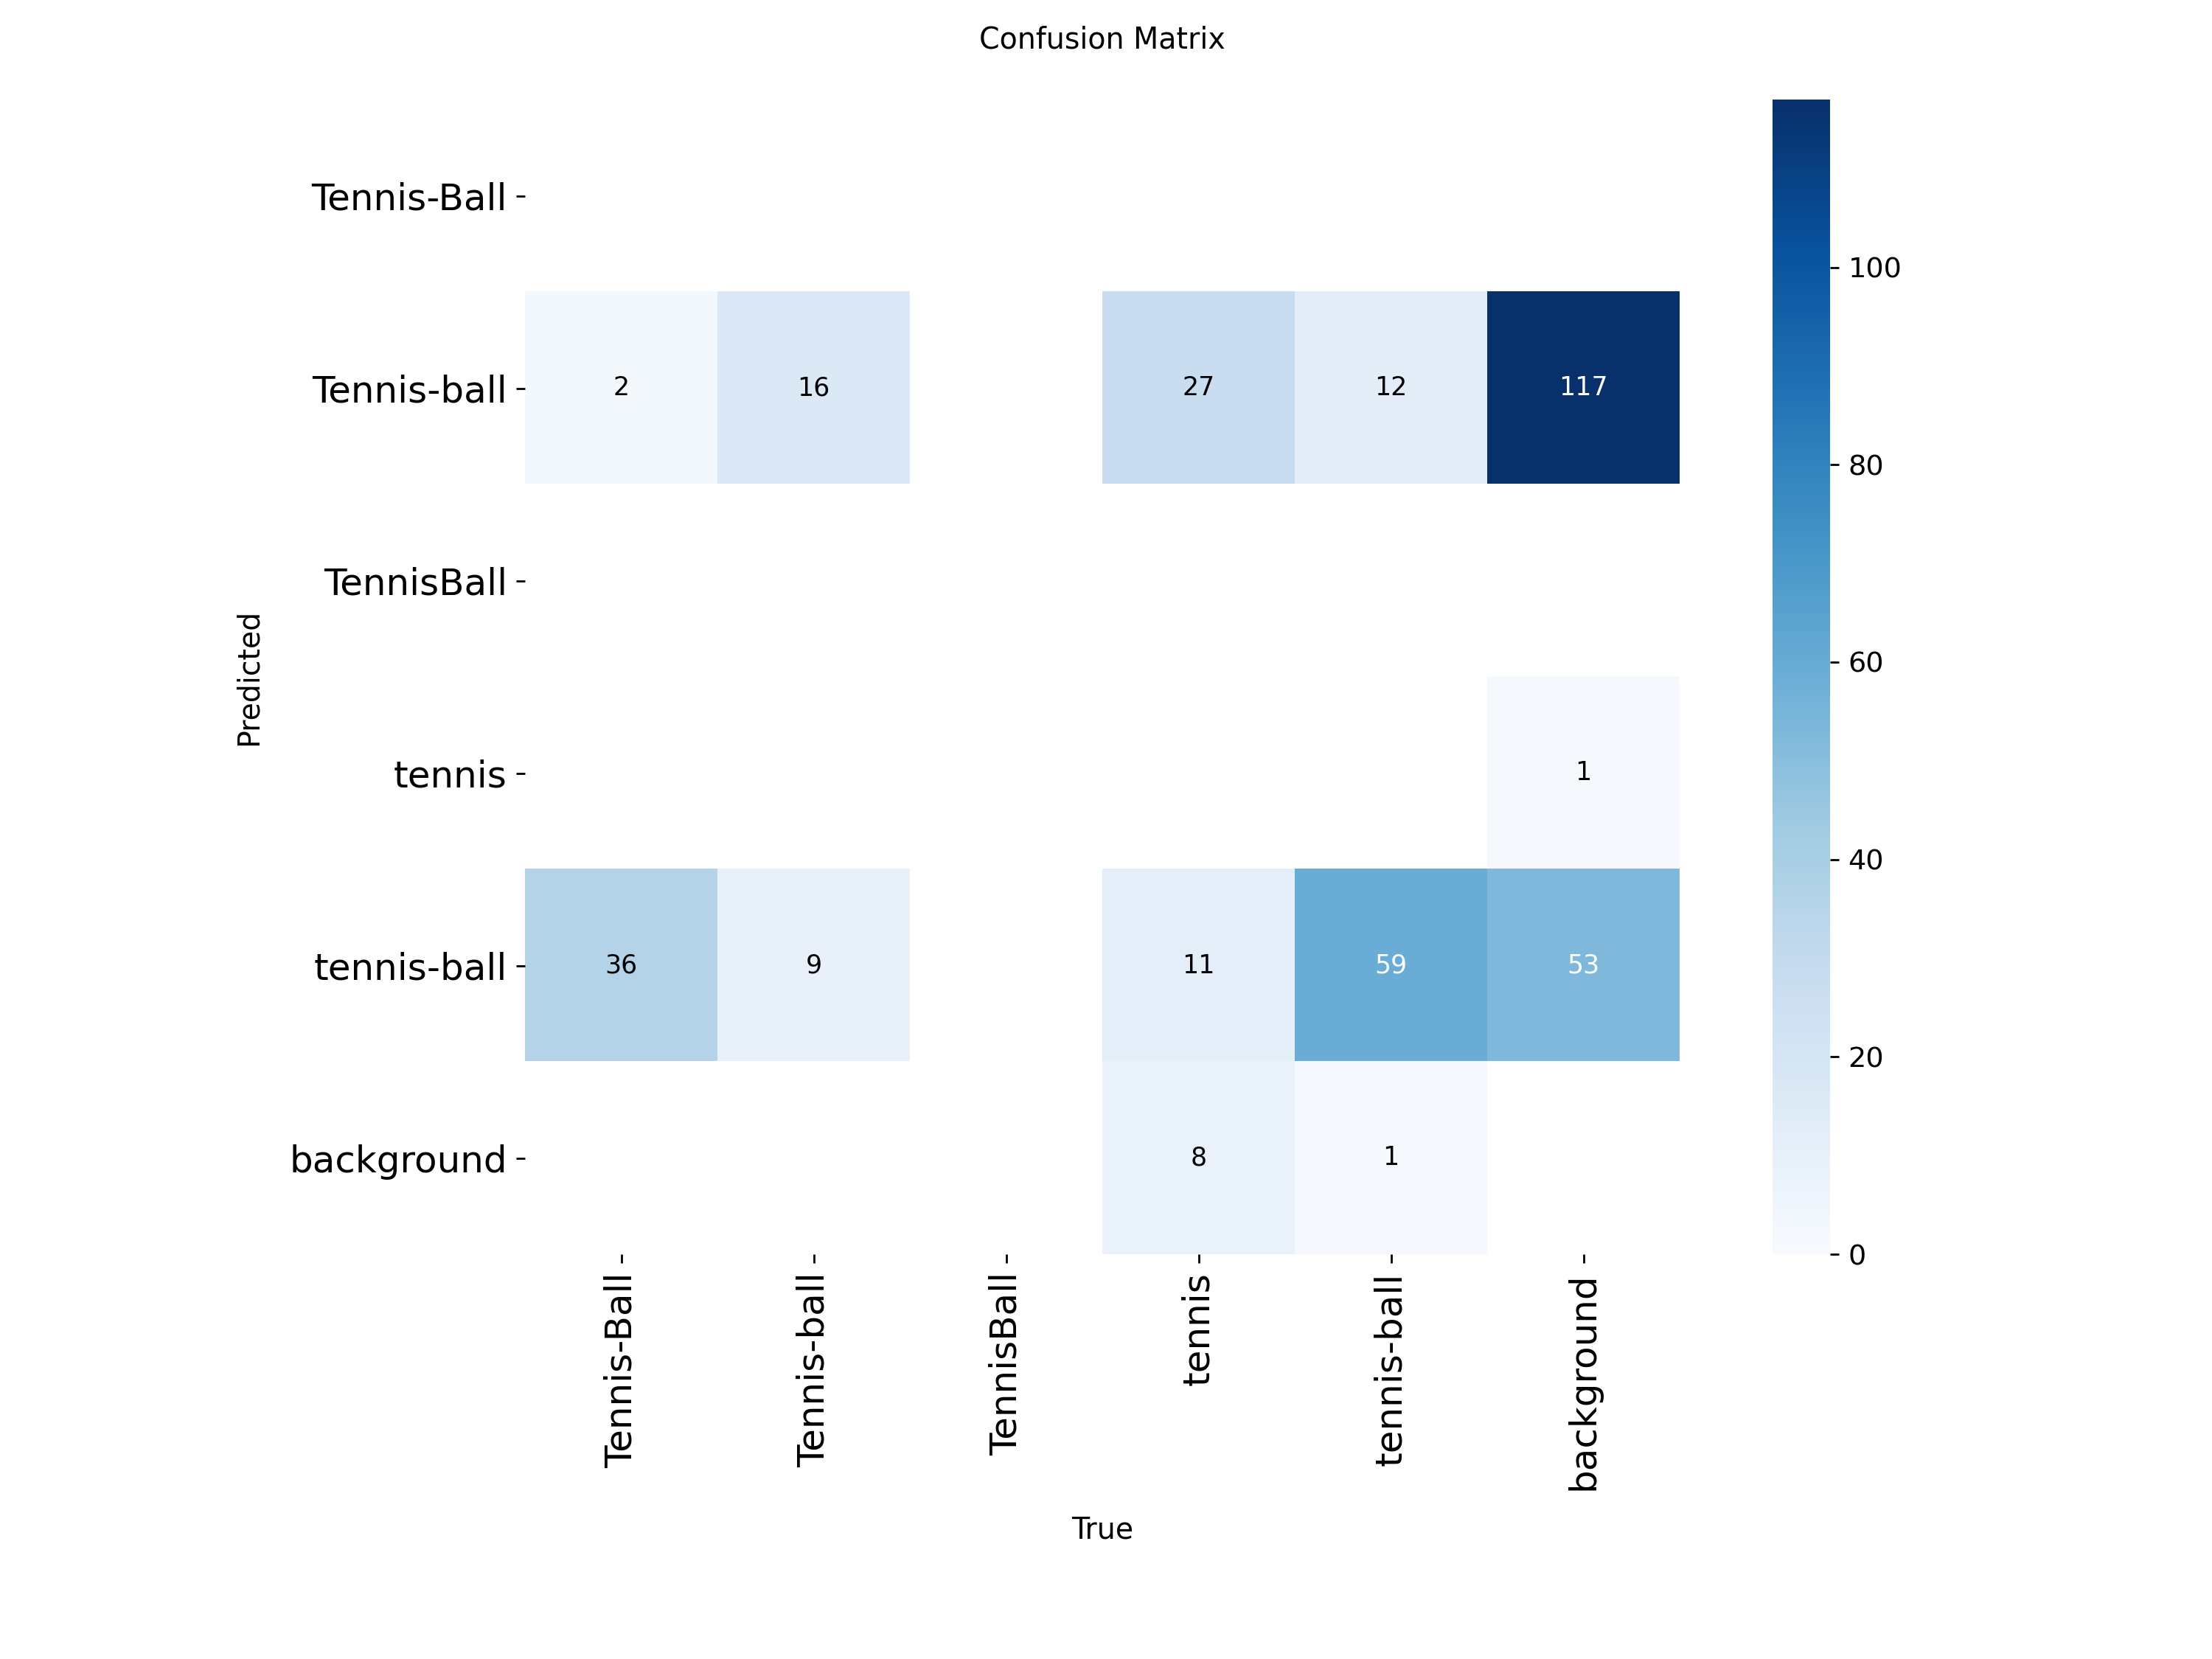 Confusion Matrix
Tennis-Ball
Tennis-ball 2 16 27 12 117
TennisBall
tennis 1
tennis-ball 36 9 11 59 53
background 8 1
Predicted
Tennis-Ball Tennis-ball TennisBall tennis tennis-ball background
True
100
80
60
40
20
0